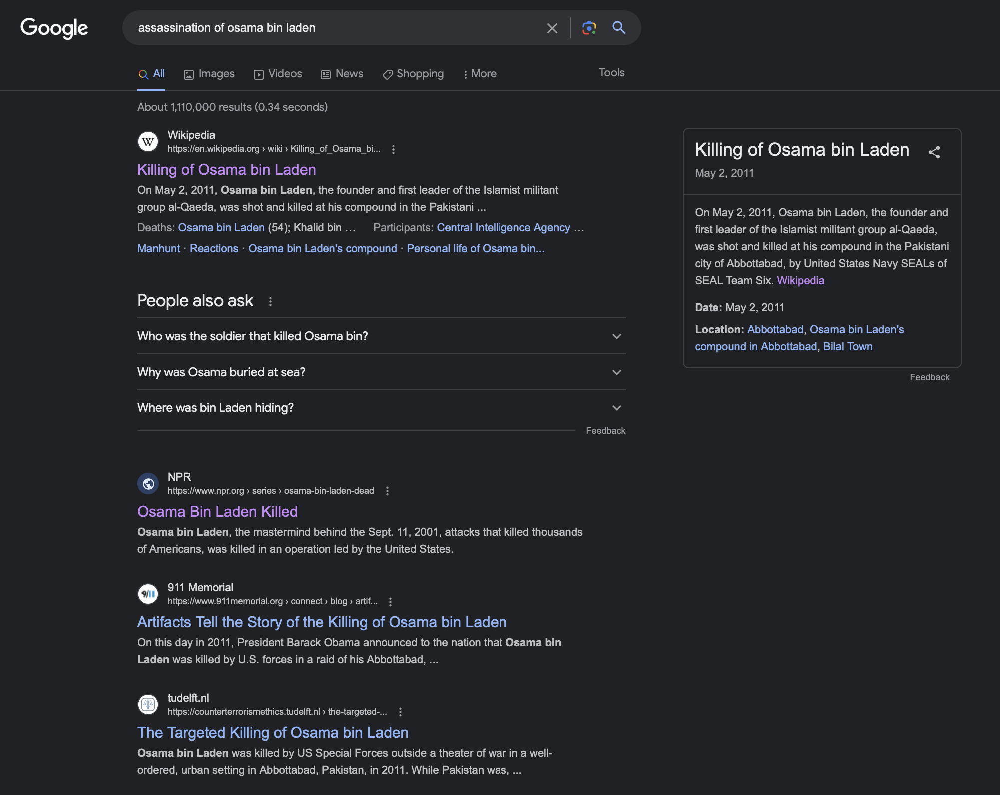 Google
assassination of osama bin laden
All Images Videos News Shopping More Tools
About 1,110,000 results (0.34 seconds)
W
Wikipedia
https://en.wikipedia.org › wiki › Killing_of_Osama_bi...
Killing of Osama bin Laden
On May 2, 2011, Osama bin Laden, the founder and first leader of the Islamist militant
group al-Qaeda, was shot and killed at his compound in the Pakistani ...
Deaths: Osama bin Laden (54); Khalid bin ... Participants: Central Intelligence Agency ...
Manhunt · Reactions · Osama bin Laden's compound · Personal life of Osama bin...
People also ask
Who was the soldier that killed Osama bin?
Why was Osama buried at sea?
Where was bin Laden hiding?
Feedback
NPR
https://www.npr.org › series › osama-bin-laden-dead
Osama Bin Laden Killed
Osama bin Laden, the mastermind behind the Sept. 11, 2001, attacks that killed thousands
of Americans, was killed in an operation led by the United States.
9/11
911 Memorial
https://www.911memorial.org › connect › blog › artif...
Artifacts Tell the Story of the Killing of Osama bin Laden
On this day in 2011, President Barack Obama announced to the nation that Osama bin
Laden was killed by U.S. forces in a raid of his Abbottabad, ...
tudelft.nl
https://counterterrorismethics.tudelft.nl › the-targeted-...
The Targeted Killing of Osama bin Laden
Osama bin Laden was killed by US Special Forces outside a theater of war in a well-
ordered, urban setting in Abbottabad, Pakistan, in 2011. While Pakistan was, ...
Killing of Osama bin Laden
May 2, 2011
On May 2, 2011, Osama bin Laden, the founder and
first leader of the Islamist militant group al-Qaeda,
was shot and killed at his compound in the Pakistani
city of Abbottabad, by United States Navy SEALs of
SEAL Team Six. Wikipedia
Date: May 2, 2011
Location: Abbottabad, Osama bin Laden's
compound in Abbottabad, Bilal Town
Feedback